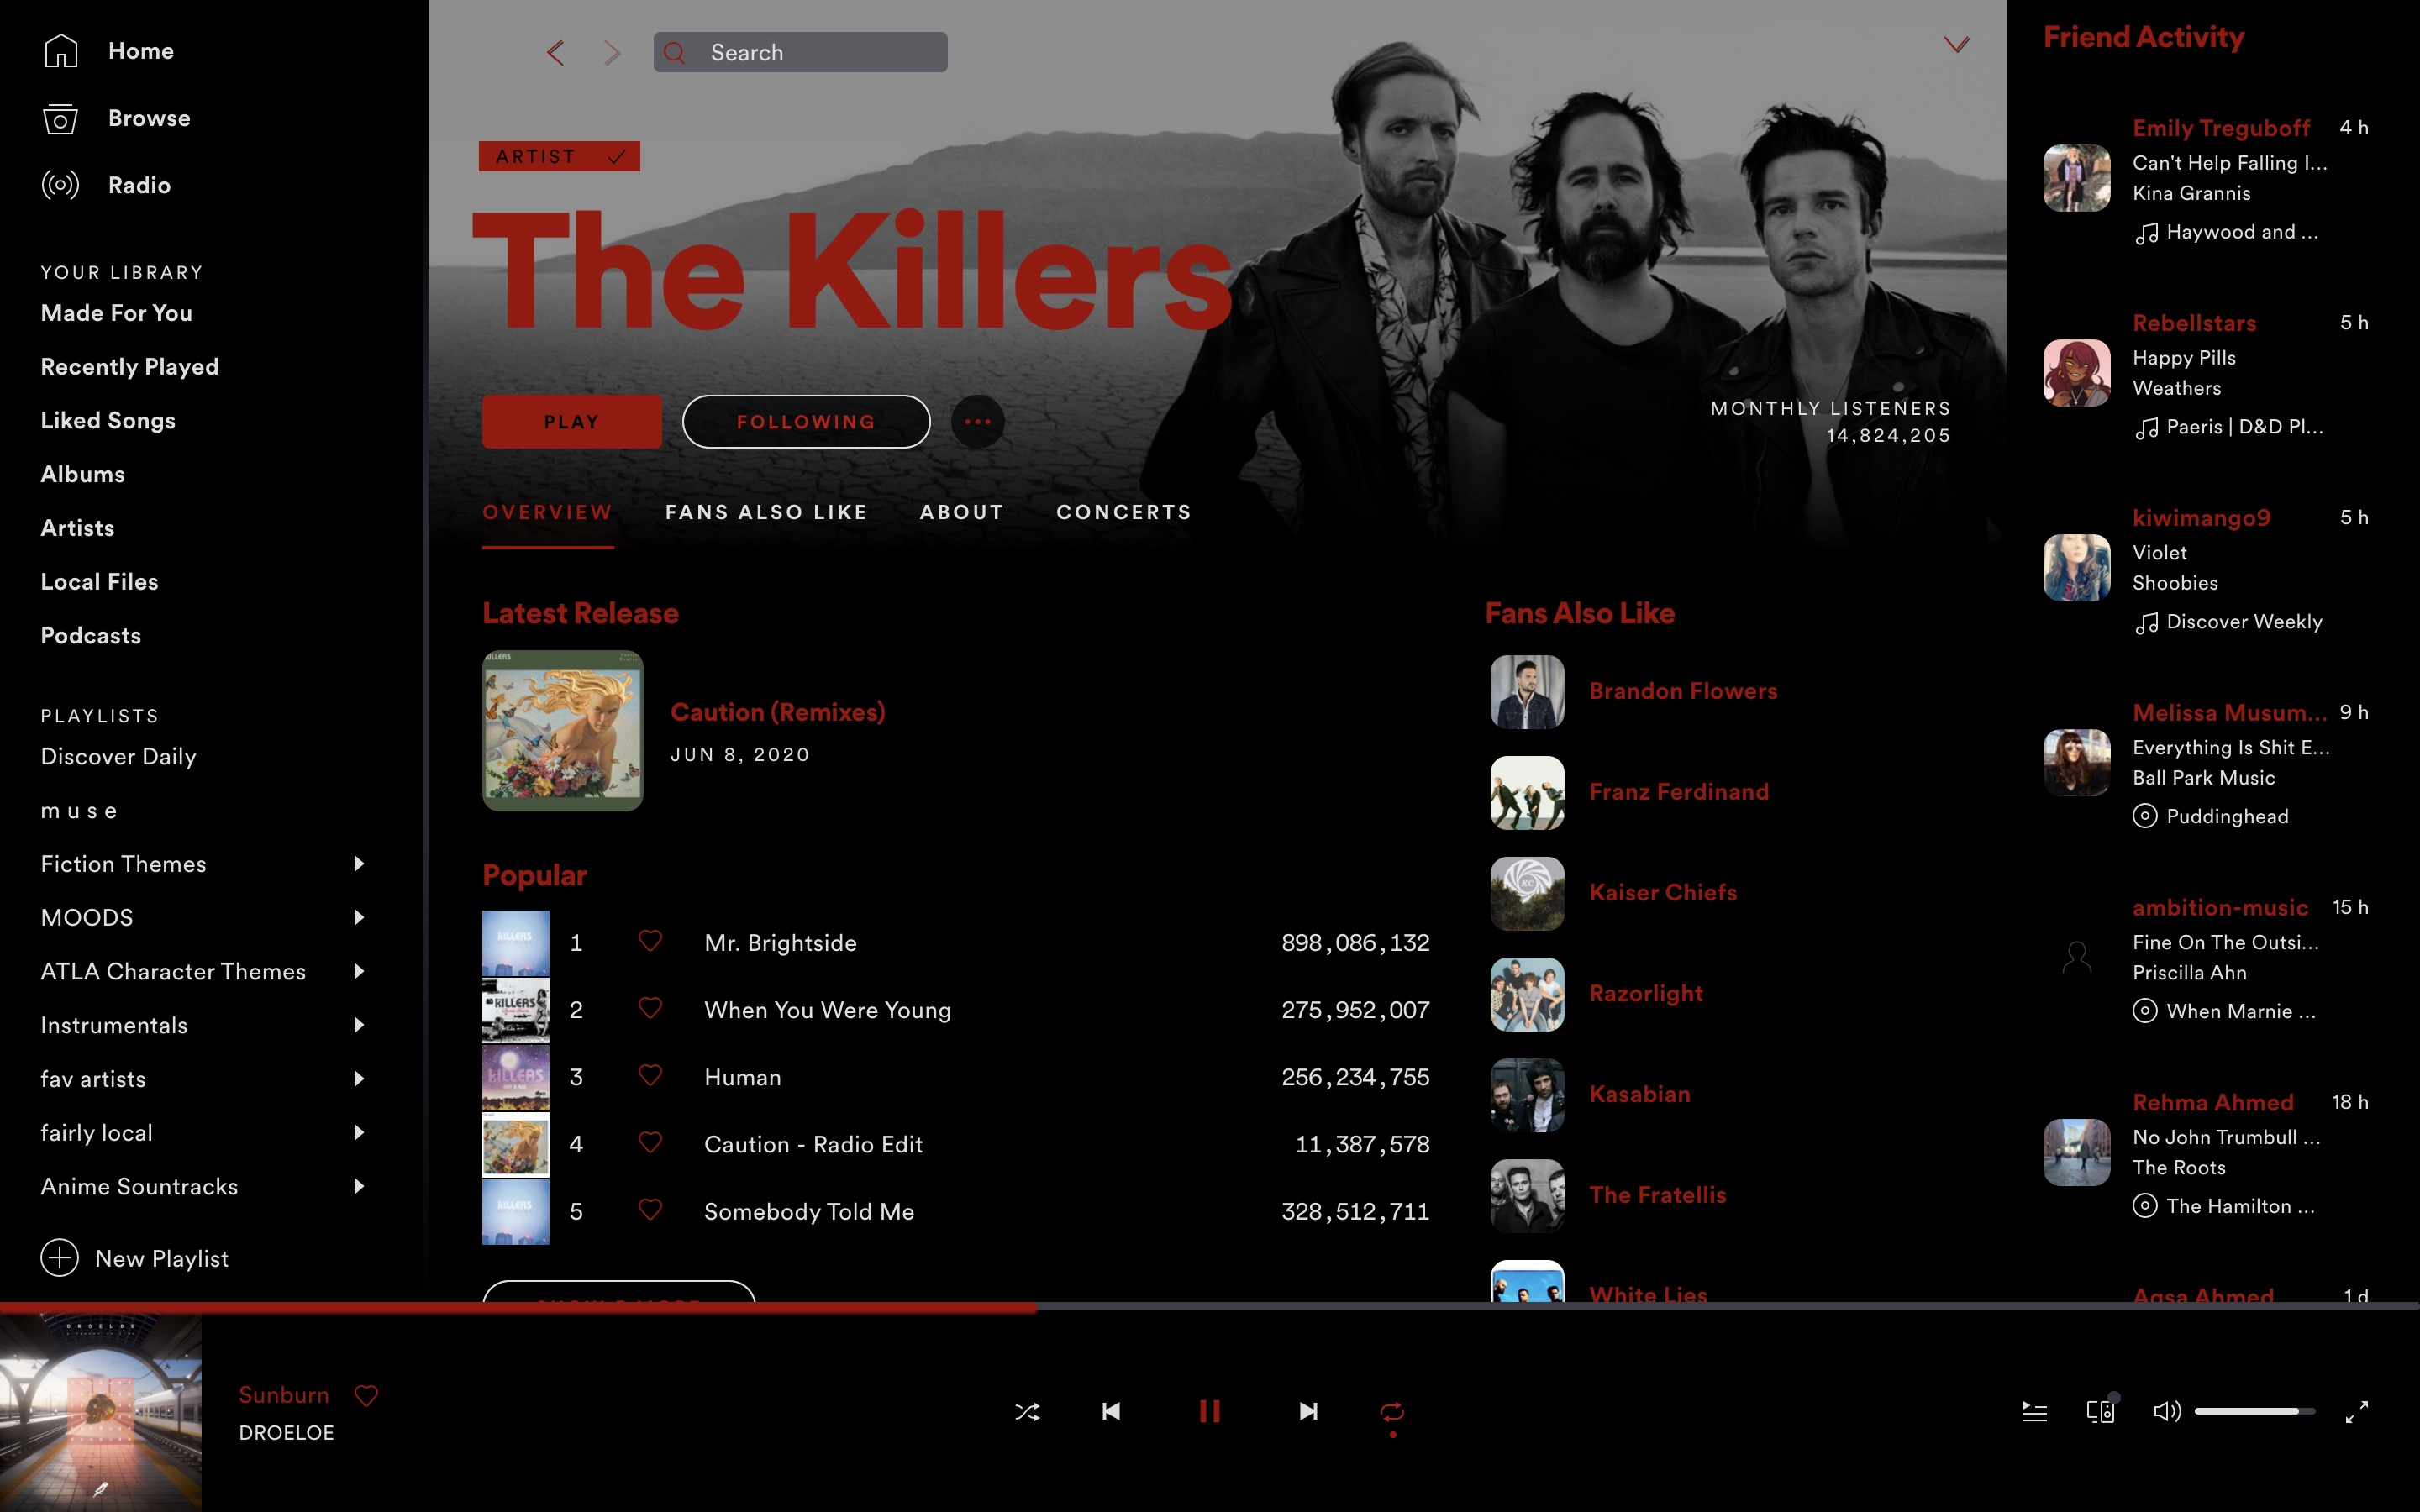 Home
Browse
Radio
YOUR LIBRARY
Made For You
Recently Played
Liked Songs
Albums
Artists
Local Files
Podcasts
PLAYLISTS
Discover Daily
m u s e
Fiction Themes
MOODS
ATLA Character Themes
Instrumentals
fav artists
fairly local
Anime Sountracks
New Playlist
Search
ARTIST
The Killers
PLAY
FOLLOWING
MONTHLY LISTENERS
14,824,205
OVERVIEW FANS ALSO LIKE ABOUT CONCERTS
Latest Release
Caution (Remixes)
JUN 8, 2020
Popular
1 Mr. Brightside 898,086,132
2 When You Were Young 275,952,007
3 Human 256,234,755
4 Caution - Radio Edit 11,387,578
5 Somebody Told Me 328,512,711
KILLERS
KILLERS
KILLERS
Fans Also Like
Brandon Flowers
Franz Ferdinand
Kaiser Chiefs
Razorlight
Kasabian
The Fratellis
White Lies
Friend Activity
Emily Treguboff 4 h
Can't Help Falling I...
Kina Grannis
Haywood and ...
Rebellstars 5 h
Happy Pills
Weathers
Paeris | D&D Pl...
kiwimango9 5 h
Violet
Shoobies
Discover Weekly
Melissa Musum... 9 h
Everything Is Shit E...
Ball Park Music
Puddinghead
ambition-music 15 h
Fine On The Outsi...
Priscilla Ahn
When Marnie ...
Rehma Ahmed 18 h
No John Trumbull ...
The Roots
The Hamilton ...
Aqsa Ahmed 1 d
DROELOE
Sunburn
DROELOE